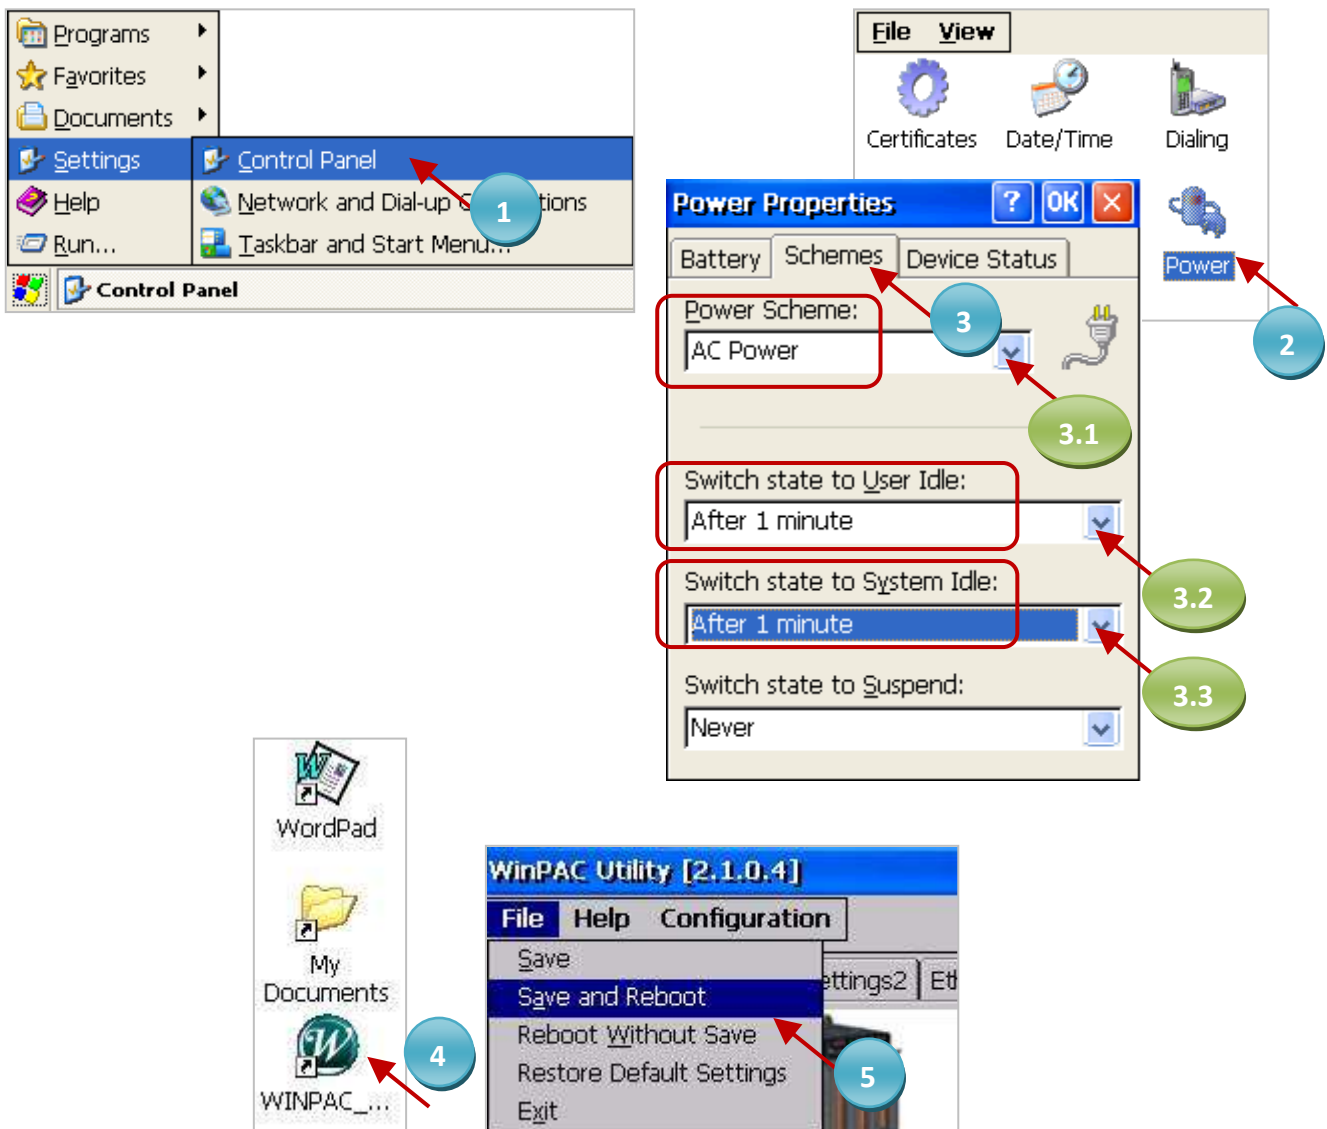 Programs
Favorites
Documents
Settings
Control Panel
Help
Network and Dial-up
tions
1
Run...
Taskbar and Start Menu...
Control Panel
File View
Certificates
Date/Time
Dialing
Power
2
Power Properties
? OK
Battery
Schemes
Device Status
3
Power Scheme:
AC Power
3.1
Switch state to User Idle:
After 1 minute
3.2
Switch state to System Idle:
After 1 minute
3.3
Switch state to Suspend:
Never
WordPad
My
Documents
WINPAC_...
4
WinPAC Utility [2.1.0.4]
File Help Configuration
Save
ettings2
Eth
Save and Reboot
Reboot Without Save
Restore Default Settings
Exit
5